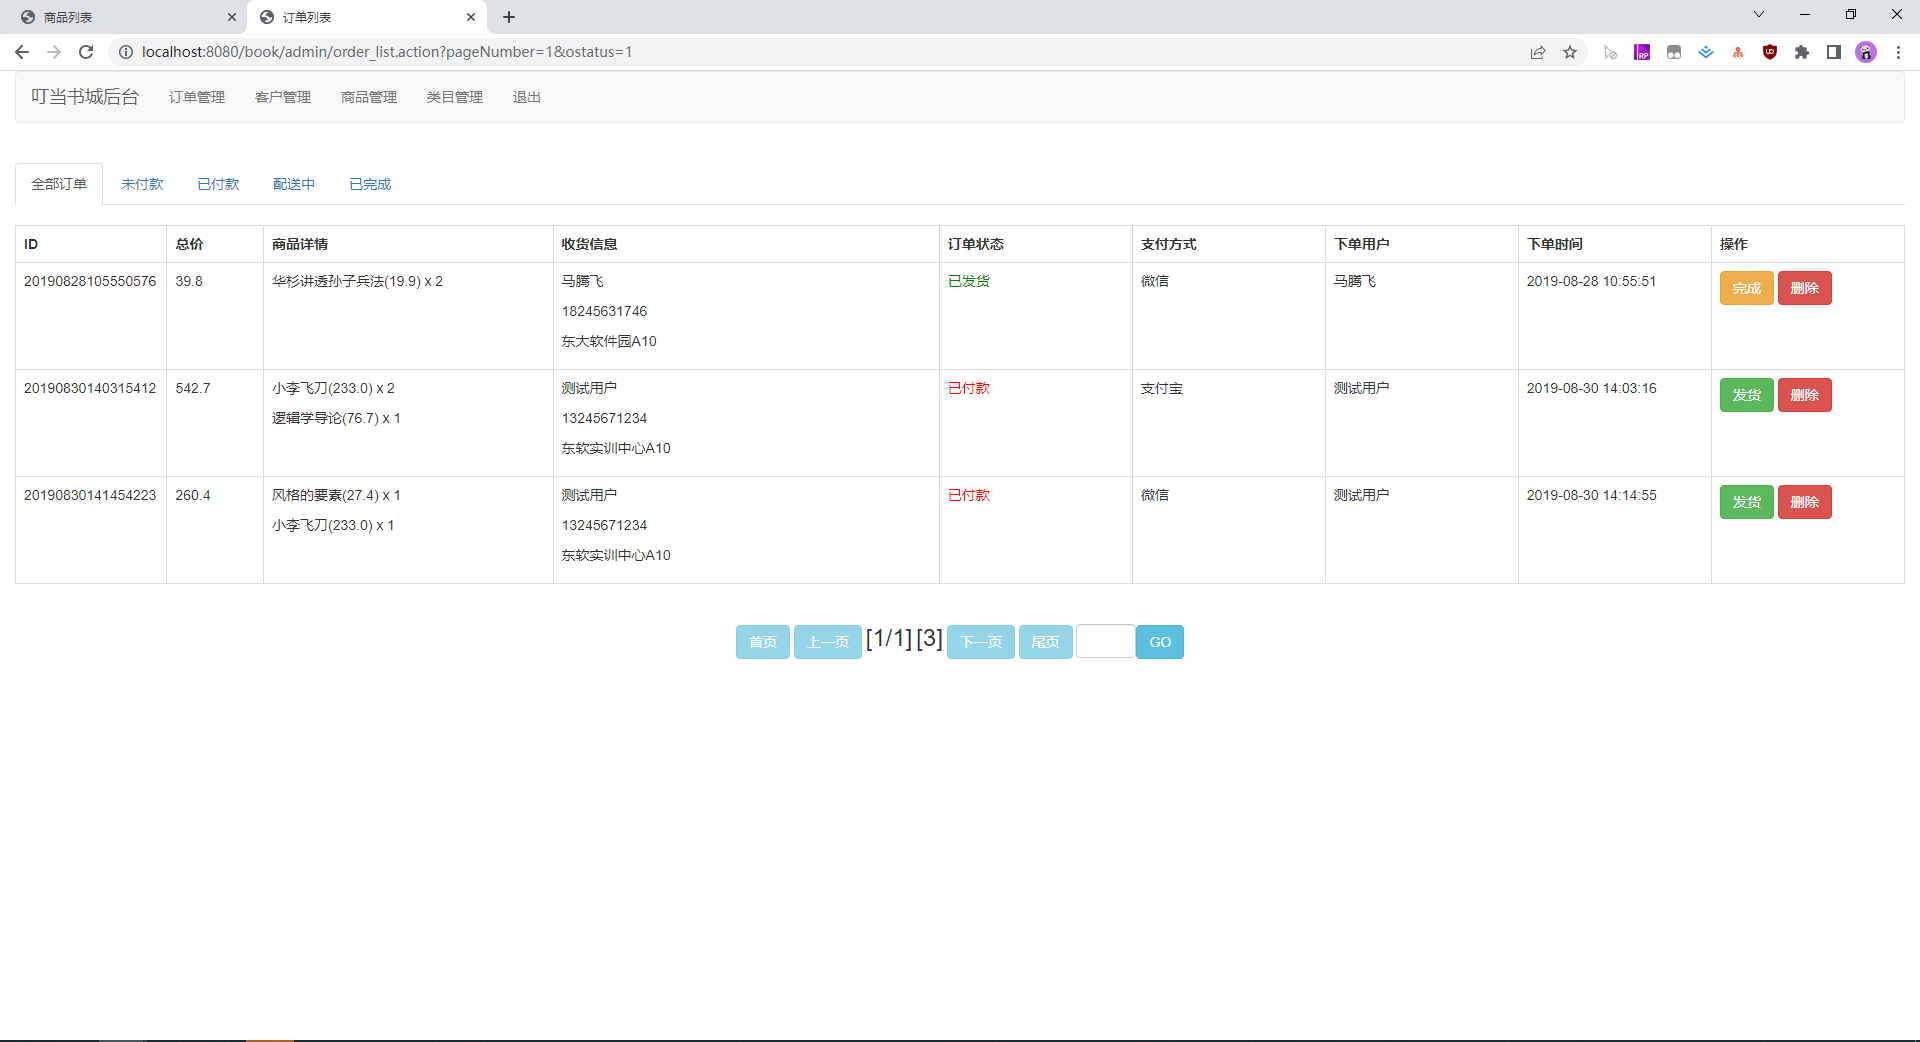 商品列表
订单列表
localhost:8080/book/admin/order_list.action?pageNumber=1&ostatus=1
叮当书城后台 订单管理 客户管理 商品管理 类目管理 退出
全部订单 未付款 已付款 配送中 已完成
ID 总价 商品详情 收货信息 订单状态 支付方式 下单用户 下单时间 操作
20190828105550576 39.8 华杉讲透孙子兵法(19.9) x 2 马腾飞 已发货 微信 马腾飞 2019-08-28 10:55:51 完成 删除
18245631746
东大软件园A10
20190830140315412 542.7 小李飞刀(233.0) x 2 测试用户 已付款 支付宝 测试用户 2019-08-30 14:03:16 发货 删除
逻辑学导论(76.7) x 1 13245671234
东软实训中心A10
20190830141454223 260.4 风格的要素(27.4) x 1 测试用户 已付款 微信 测试用户 2019-08-30 14:14:55 发货 删除
小李飞刀(233.0) x 1 13245671234
东软实训中心A10
首页 上一页 [1/1] [3] 下一页 尾页 GO